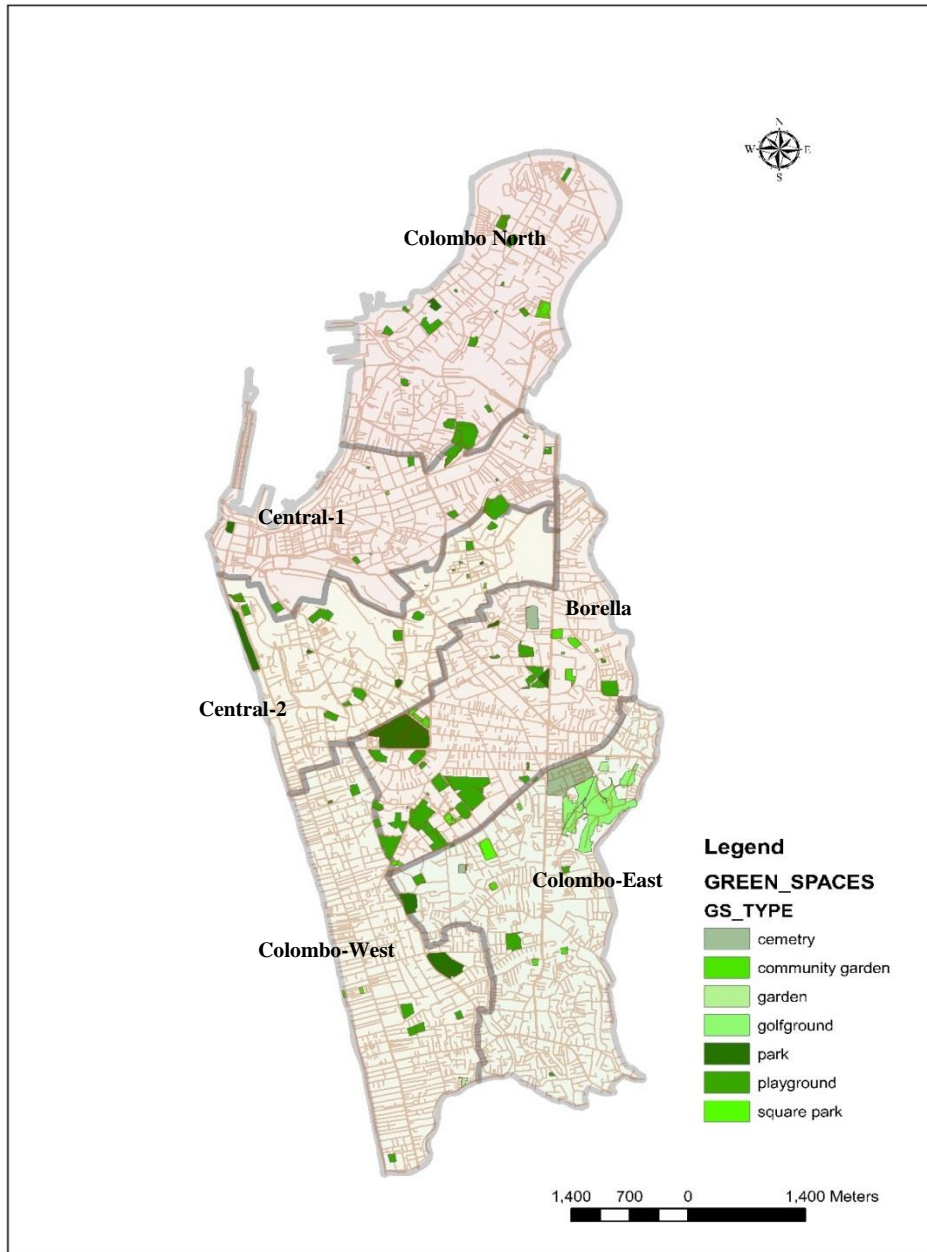 N
W E
S
Colombo North
Central-1
Borella
Central-2
Colombo-East
Colombo-West
Legend
GREEN_SPACES
GS_TYPE
cemetry
community garden
garden
golfground
park
playground
square park
1,400 700 0 1,400 Meters